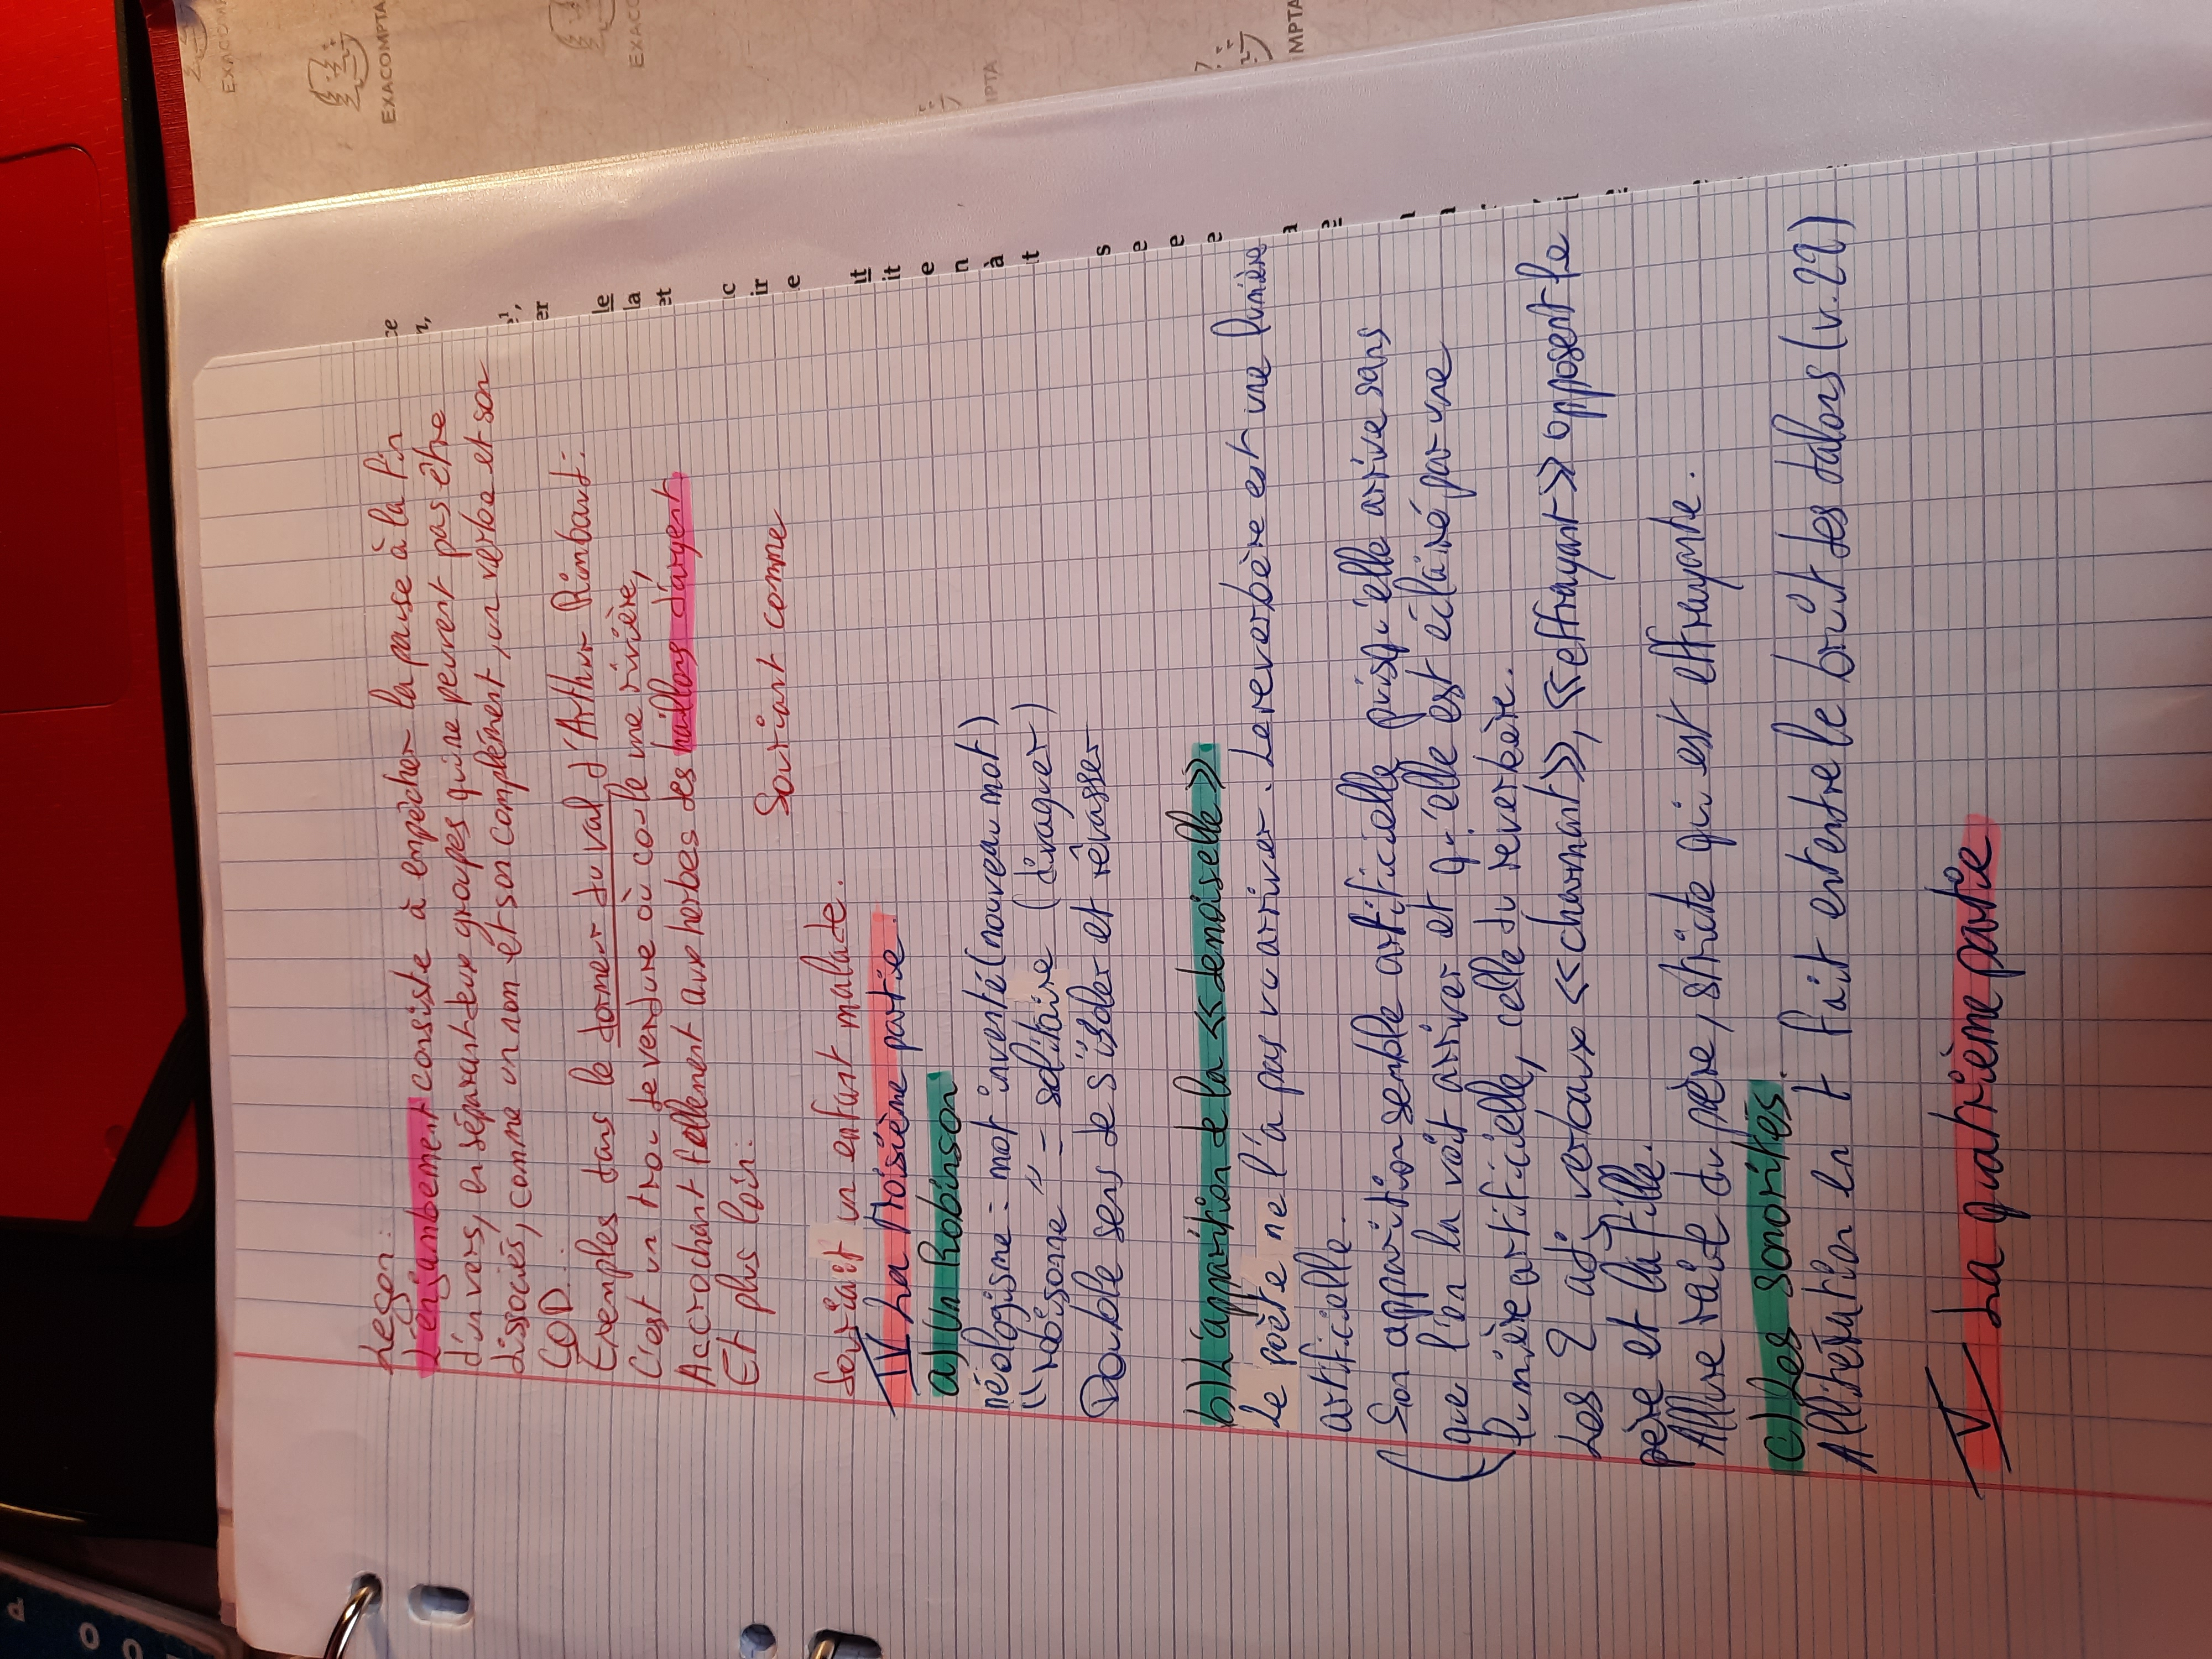 Leçon:
L'enjambement consiste à empêcher la pause à la fin
d'un vers, en séparant deux groupes qui ne peuvent pas être
dissociés, comme un nom et son complément, un verbe et son
COD...
Exemples dans le dormeur du val d'Arthur Rimbaud:
C'est un trou de verdure où coule une rivière,
Accrochant follement aux herbes des haillons d'argent
Et plus loin:
Souriant comme
Souriait un enfant malade.
IV La troisième partie.
a) Un Robinson
néologisme = mot inventé (nouveau mot)
"robisonne" = solitaire (divaguer)
Double sens de s'isoler et rêvasser
b) L'apparition de la «demoiselle».
Le poète ne l'a pas vu arriver. Le reverbère est une lumière
artificielle.
Son apparition semble artificielle puisqu'elle arrive sans
que l'on la voit arriver et qu'elle est éclairé par une
lumière artificielle, celle du reverbère.
Les 2 adj verbaux «charmant», «effrayant» opposent le
père et la fille.
Allure raide du père, stricte qui est effrayante.
c) Les sonorités.
Allitération en t fait entendre le bruit des talons (v.22)
V La quatrième partie
EXACOMPTA
EXACOMPTA
EXACO
IPTA
MPTA